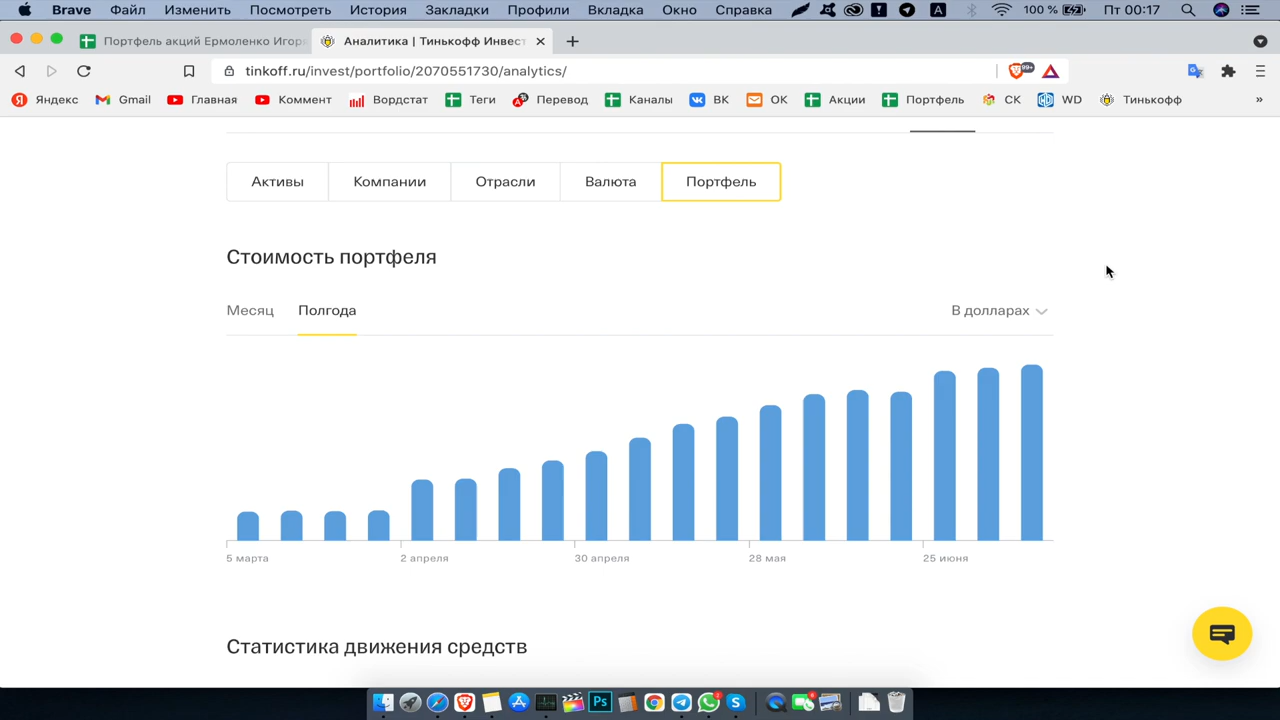 Brave Файл Изменить Посмотреть История Закладки Профили Вкладка Окно Справка 100 % Пт 00:17
Портфель акций Ермоленко Игоря Аналитика | Тинькофф Инвест
tinkoff.ru/invest/portfolio/2070551730/analytics/ 99+
Яндекс Gmail Главная Коммент Вордстат Теги Перевод Каналы ВК ОК Акции Портфель СК WD Тинькофф »
Активы Компании Отрасли Валюта Портфель
Стоимость портфеля
Месяц Полгода В долларах
5 марта 2 апреля 30 апреля 28 мая 25 июня
Статистика движения средств
Ps